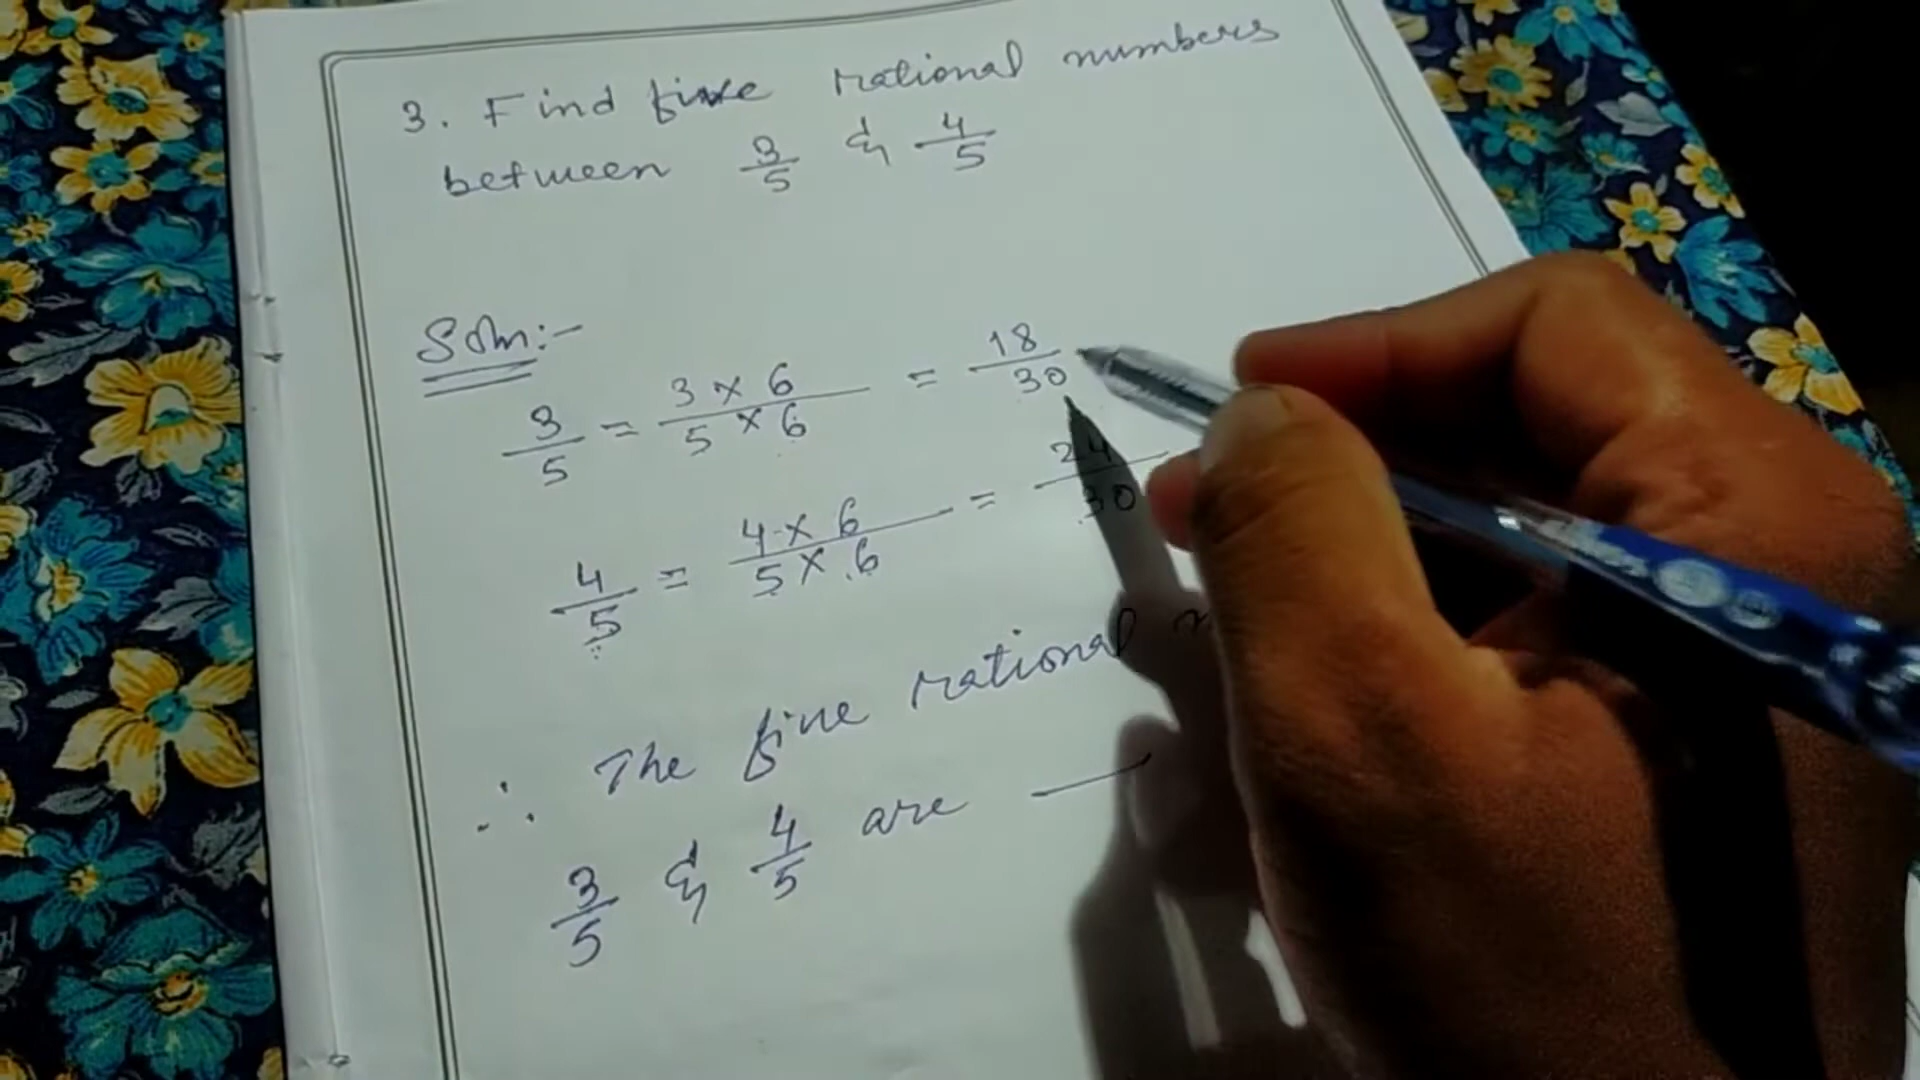 3. Find five rational numbers
between 3/5 & 4/5
Soln:-
3/5 = 3 × 6 / 5 × 6 = 18/30
4/5 = 4 × 6 / 5 × 6 = 24/30
∴ The five rational
3/5 & 4/5 are —